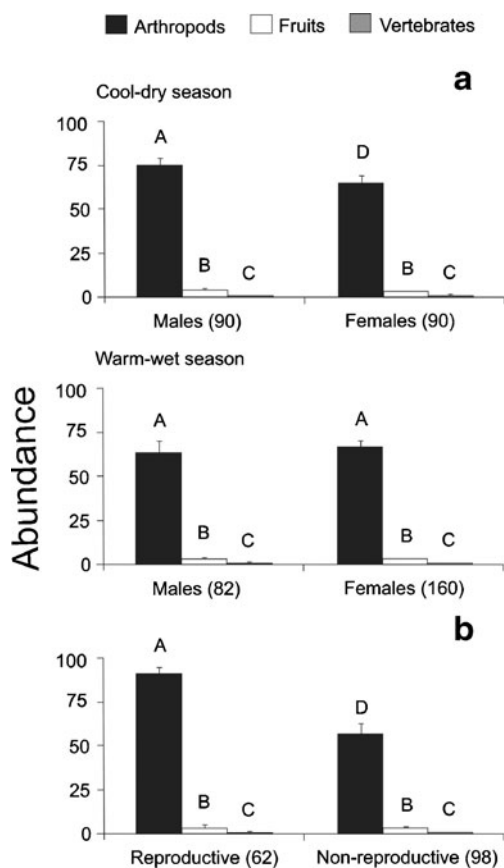 Arthropods Fruits Vertebrates
a
Cool-dry season
100
A
D
75
50
25
B
C
B
C
0
Males (90) Females (90)
Warm-wet season
100
A
A
75
50
25
B
C
B
C
0
Males (82) Females (160)
Abundance
b
A
100
D
75
50
25
B
C
B
C
0
Reproductive (62) Non-reproductive (98)